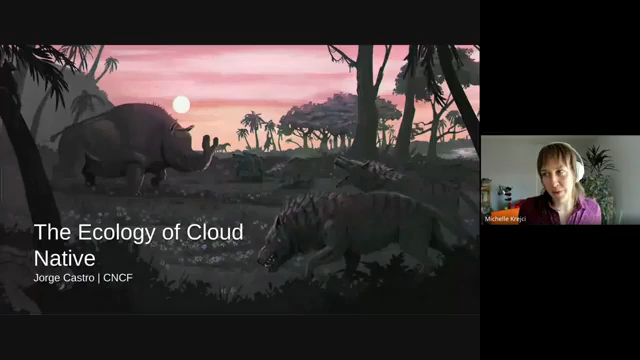 The Ecology of Cloud
Native
Jorge Castro | CNCF
Michelle Krejci